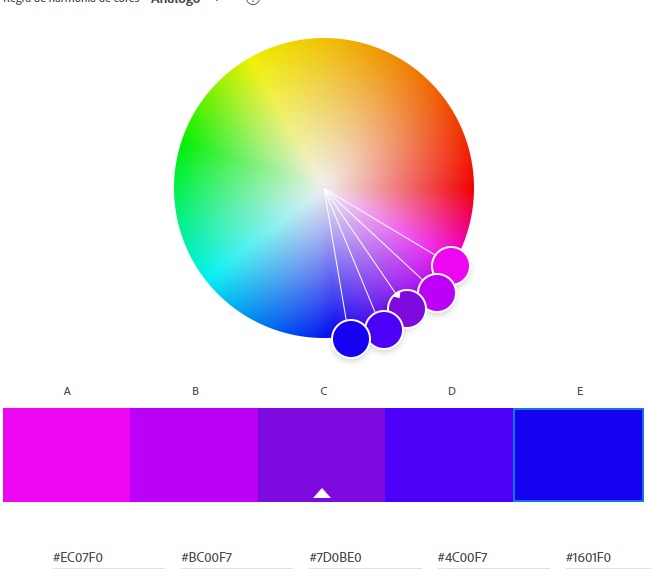 Regra de harmonia de cores Análogo
A B C D E
#EC07F0 #BC00F7 #7D0BE0 #4C00F7 #1601F0